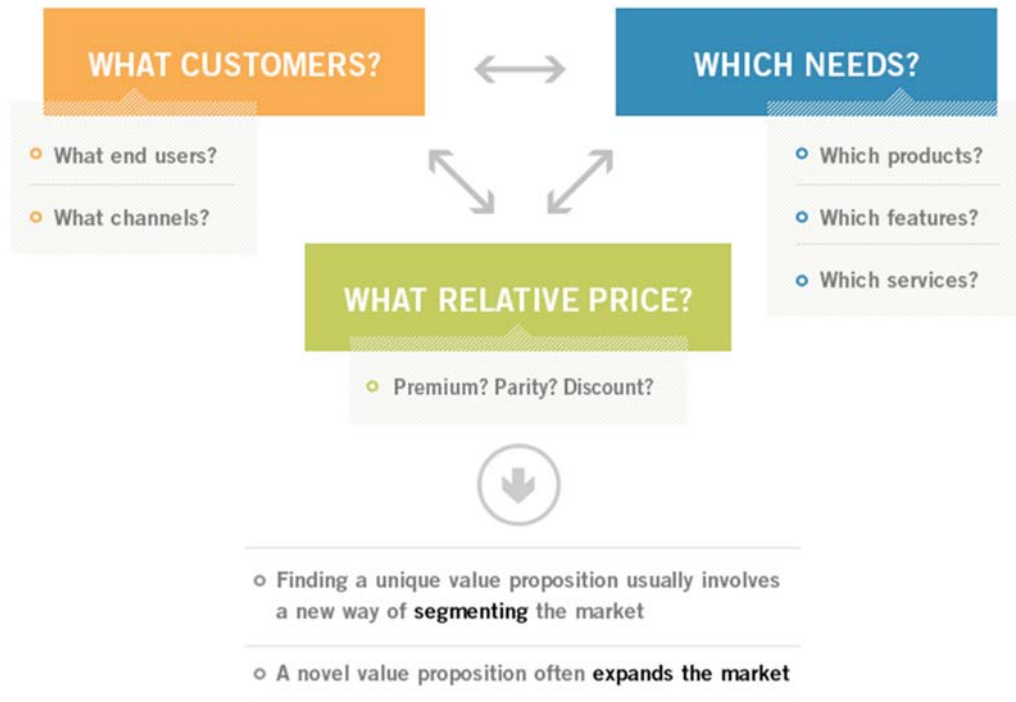 WHAT CUSTOMERS?
What end users?
What channels?
WHICH NEEDS?
Which products?
Which features?
Which services?
WHAT RELATIVE PRICE?
Premium? Parity? Discount?
Finding a unique value proposition usually involves
a new way of segmenting the market
A novel value proposition often expands the market